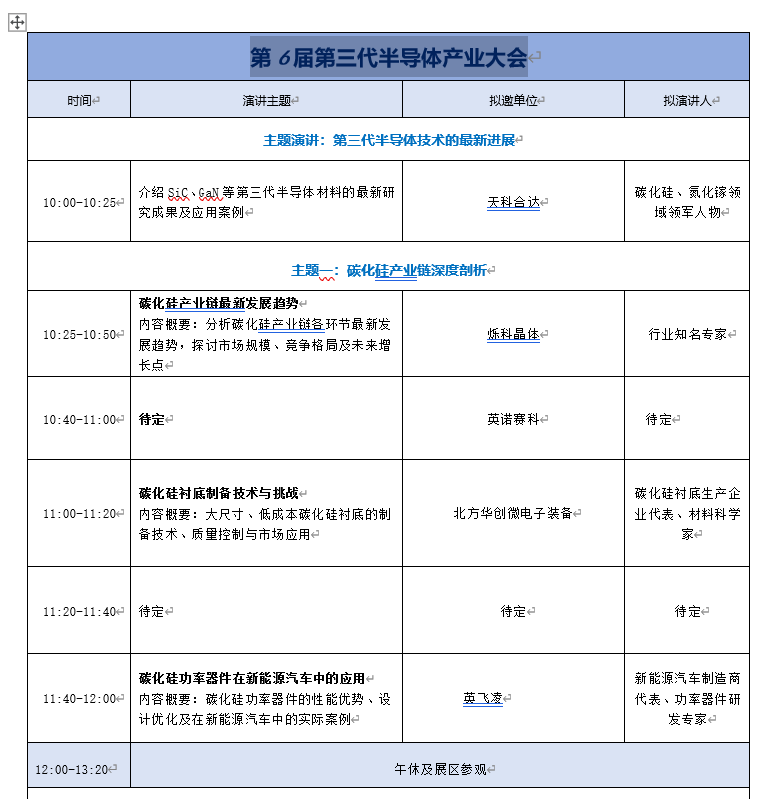 第6届第三代半导体产业大会
时间 演讲主题 拟邀单位 拟演讲人
主题演讲：第三代半导体技术的最新进展
10:00-10:25
介绍 SiC、GaN 等第三代半导体材料的最新研
究成果及应用案例
天科合达
碳化硅、氮化镓领
域领军人物
主题一：碳化硅产业链深度剖析
10:25-10:50
碳化硅产业链最新发展趋势
内容概要：分析碳化硅产业链各环节最新发
展趋势，探讨市场规模、竞争格局及未来增
长点
烁科晶体
行业知名专家
10:40-11:00
待定
英诺赛科
待定
11:00-11:20
碳化硅衬底制备技术与挑战
内容概要：大尺寸、低成本碳化硅衬底的制
备技术、质量控制与市场应用
北方华创微电子装备
碳化硅衬底生产企
业代表、材料科学
家
11:20-11:40
待定
待定
待定
11:40-12:00
碳化硅功率器件在新能源汽车中的应用
内容概要：碳化硅功率器件的性能优势、设
计优化及在新能源汽车中的实际案例
英飞凌
新能源汽车制造商
代表、功率器件研
发专家
12:00-13:20
午休及展区参观